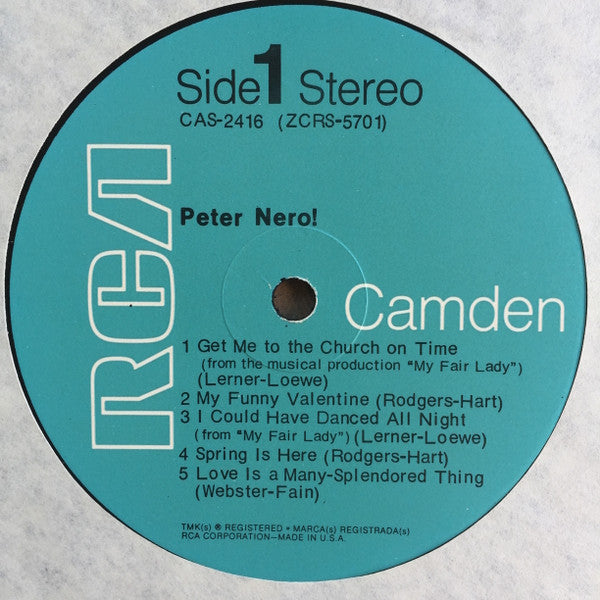 Side 1 Stereo
CAS-2416 (ZCRS-5701)
Peter Nero!
RCA
Camden
1 Get Me to the Church on Time
(from the musical production "My Fair Lady")
(Lerner-Loewe)
2 My Funny Valentine (Rodgers-Hart)
3 I Could Have Danced All Night
(from "My Fair Lady") (Lerner-Loewe)
4 Spring Is Here (Rodgers-Hart)
5 Love Is a Many-Splendored Thing
(Webster-Fain)
TMK(s) ® REGISTERED • MARCA(s) REGISTRADA(s)
RCA CORPORATION—MADE IN U.S.A.